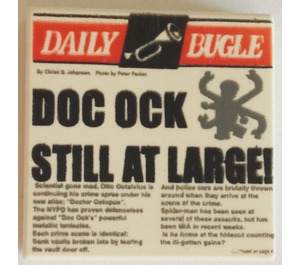 DAILY BUGLE
By Chriss B. Johansen. Photo by Peter Parker.
DOC OCK
STILL AT LARGE!
Scientist gone mad, Otto Octavius is
continuing his crime spree under his
new alias: "Doctor Octopus".
The NYPD has proven defenseless
against "Doc Ock's" powerful
metallic tentacles.
Each crime scene is identical:
Bank vaults broken into by tearing
the vault door off.
And police cars are brutally thrown
around when they arrive at the
scene of the crime.
Spider-man has been seen at
several of these assaults, but has
been MIA in recent weeks.
Is he home at the hideout counting
the ill-gotten gains?
on page 4